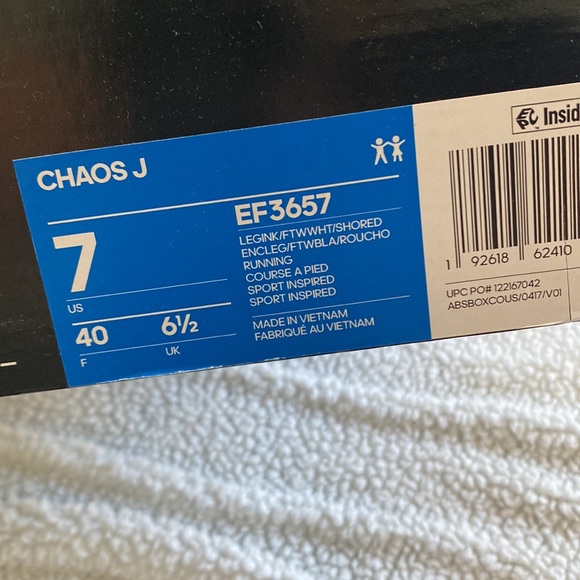 CHAOS J
7
US
40
F
6½
UK
EF3657
LEGINK/FTWWHT/SHORED
ENCLEG/FTWBLA/ROUCHO
RUNNING
COURSE A PIED
SPORT INSPIRED
SPORT INSPIRED
MADE IN VIETNAM
FABRIQUÉ AU VIETNAM
Insid
1 92618 62410
UPC PO# 122167042
ABSBOXCOUS/0417/V01